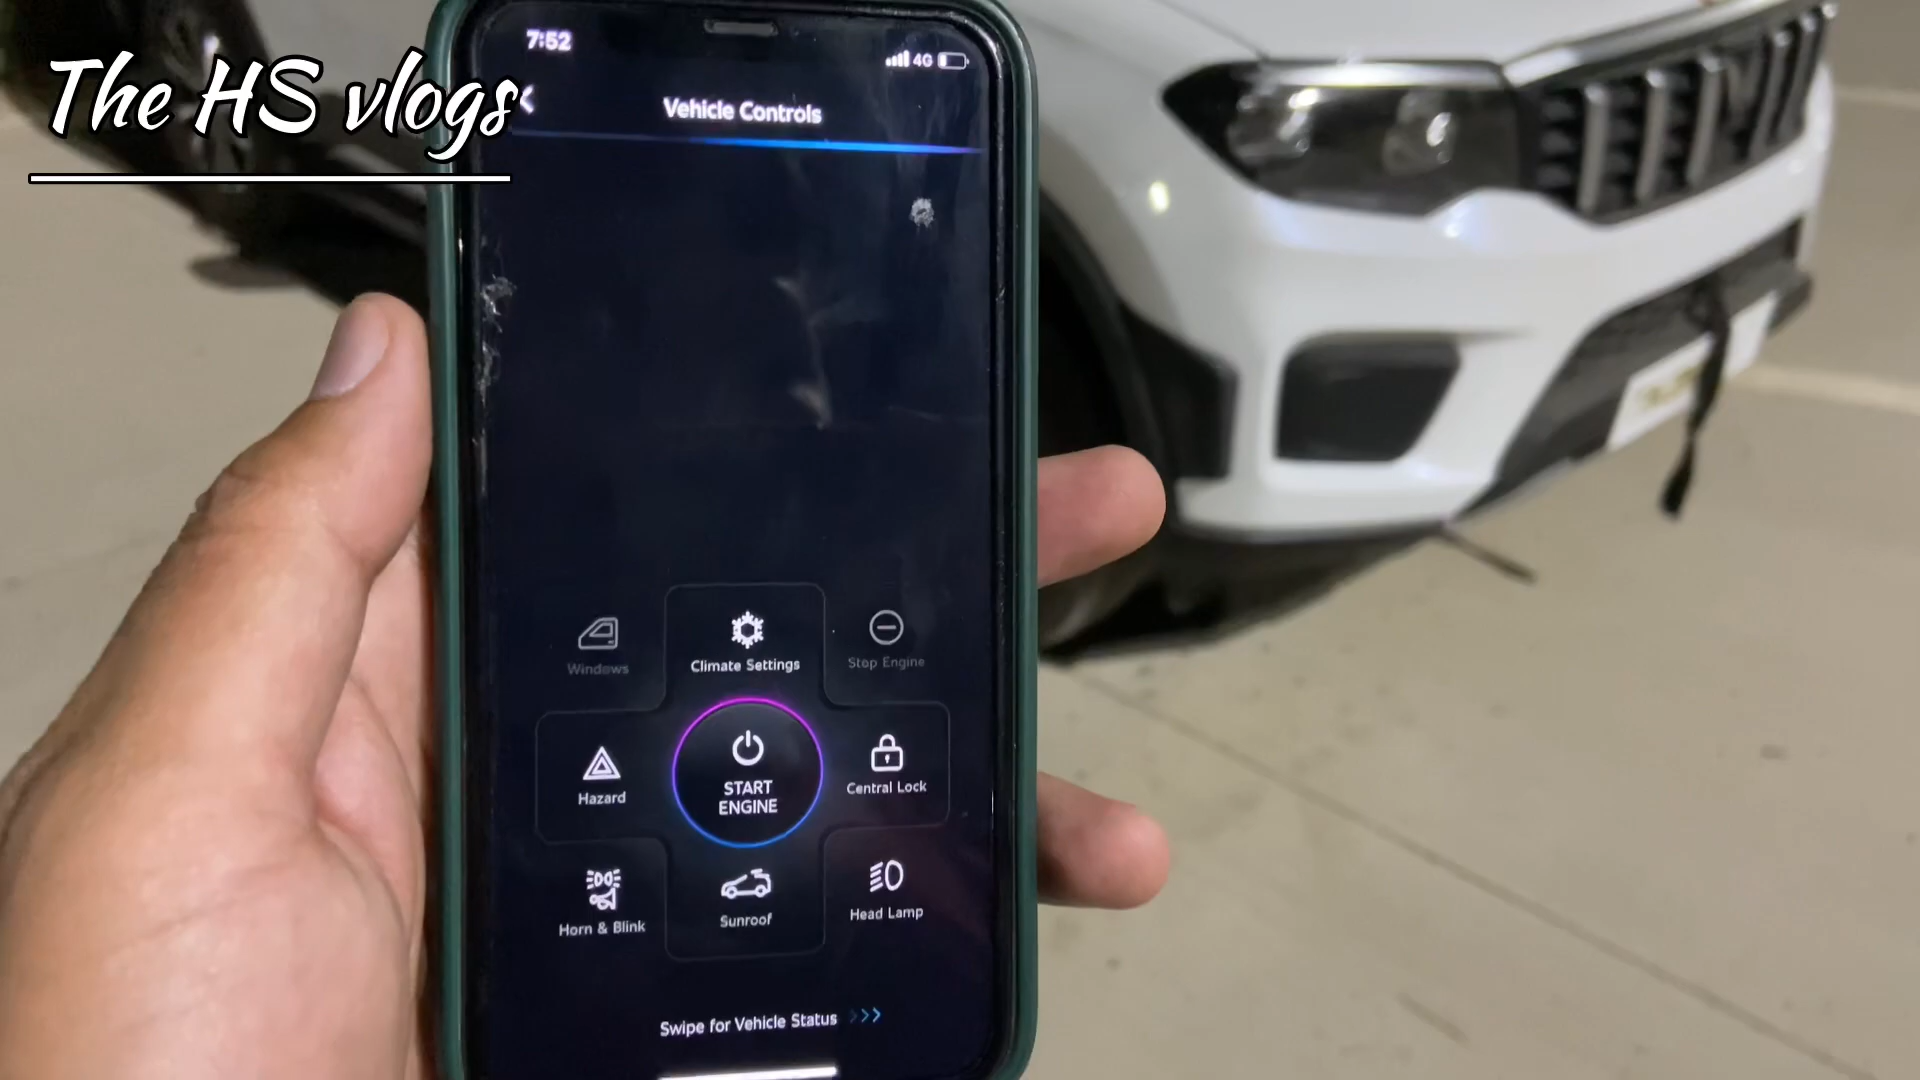 The HS vlogs
7:52
4G
Vehicle Controls
Windows
Climate Settings
Stop Engine
Hazard
START
ENGINE
Central Lock
Horn & Blink
Sunroof
Head Lamp
Swipe for Vehicle Status >>>